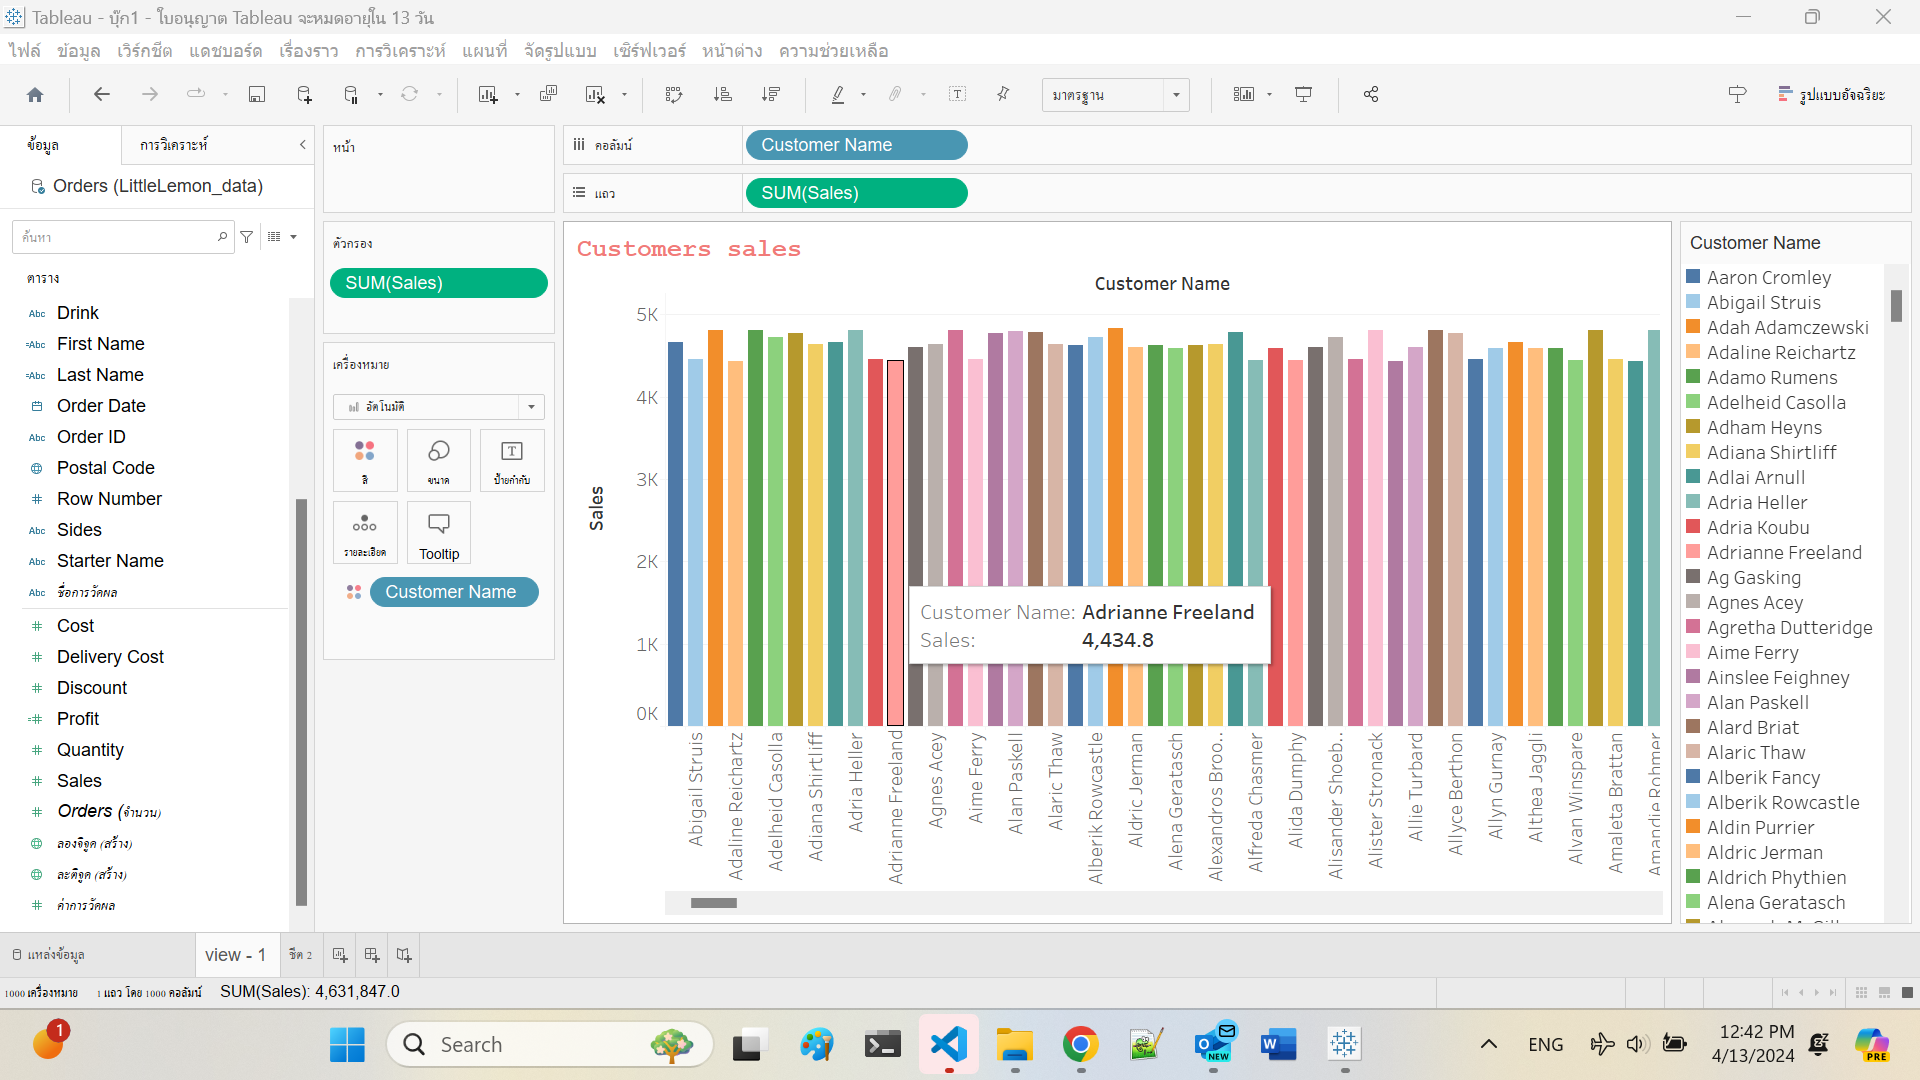 Tableau - บุ๊ก1 - ใบอนุญาต Tableau จะหมดอายุใน 13 วัน
ไฟล์ ข้อมูล เวิร์กชีต แดชบอร์ด เรื่องราว การวิเคราะห์ แผนที่ จัดรูปแบบ เซิร์ฟเวอร์ หน้าต่าง ความช่วยเหลือ
มาตรฐาน
รูปแบบอัจฉริยะ
ข้อมูล
การวิเคราะห์
Orders (LittleLemon_data)
ค้นหา
ตาราง
Abc Drink
=Abc First Name
=Abc Last Name
Order Date
Abc Order ID
Postal Code
# Row Number
Abc Sides
Abc Starter Name
Abc ชื่อการวัดผล
# Cost
# Delivery Cost
# Discount
=# Profit
# Quantity
# Sales
# Orders (จำนวน)
ลองจิจูด (สร้าง)
ละติจูด (สร้าง)
# ค่าการวัดผล
หน้า
ตัวกรอง
SUM(Sales)
เครื่องหมาย
อัตโนมัติ
สี
ขนาด
ป้ายกำกับ
รายละเอียด
Tooltip
Customer Name
คอลัมน์
Customer Name
แถว
SUM(Sales)
Customers sales
Customer Name
Sales
5K
4K
3K
2K
1K
0K
Customer Name: Adrianne Freeland
Sales: 4,434.8
Abigail Struis
Adaline Reichartz
Adelheid Casolla
Adiana Shirtliff
Adria Heller
Adrianne Freeland
Agnes Acey
Aime Ferry
Alan Paskell
Alaric Thaw
Alberik Rowcastle
Aldric Jerman
Alena Geratasch
Alexandros Broo..
Alfreda Chasmer
Alida Dumphy
Alisander Shoeb..
Alister Stronack
Allie Turbard
Allyce Berthon
Allyn Gurnay
Althea Jaggli
Alvan Winspare
Amaleta Brattan
Amandie Rohmer
Customer Name
Aaron Cromley
Abigail Struis
Adah Adamczewski
Adaline Reichartz
Adamo Rumens
Adelheid Casolla
Adham Heyns
Adiana Shirtliff
Adlai Arnull
Adria Heller
Adria Koubu
Adrianne Freeland
Ag Gasking
Agnes Acey
Agretha Dutteridge
Aime Ferry
Ainslee Feighney
Alan Paskell
Alard Briat
Alaric Thaw
Alberik Fancy
Alberik Rowcastle
Aldin Purrier
Aldric Jerman
Aldrich Phythien
Alena Geratasch
แหล่งข้อมูล
view - 1
ชีต 2
1000 เครื่องหมาย 1 แถว โดย 1000 คอลัมน์ SUM(Sales): 4,631,847.0
1
Search
NEW
ENG
12:42 PM
4/13/2024
PRE